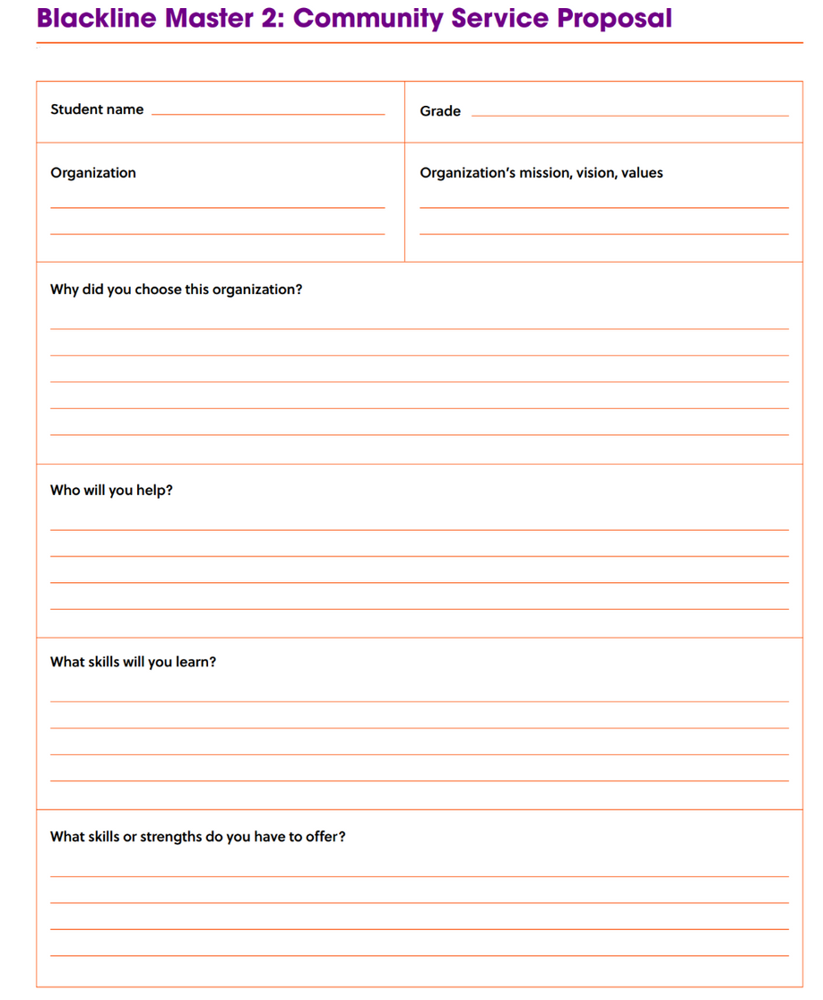 Blackline Master 2: Community Service Proposal
Student name
Grade
Organization
Organization's mission, vision, values
Why did you choose this organization?
Who will you help?
What skills will you learn?
What skills or strengths do you have to offer?